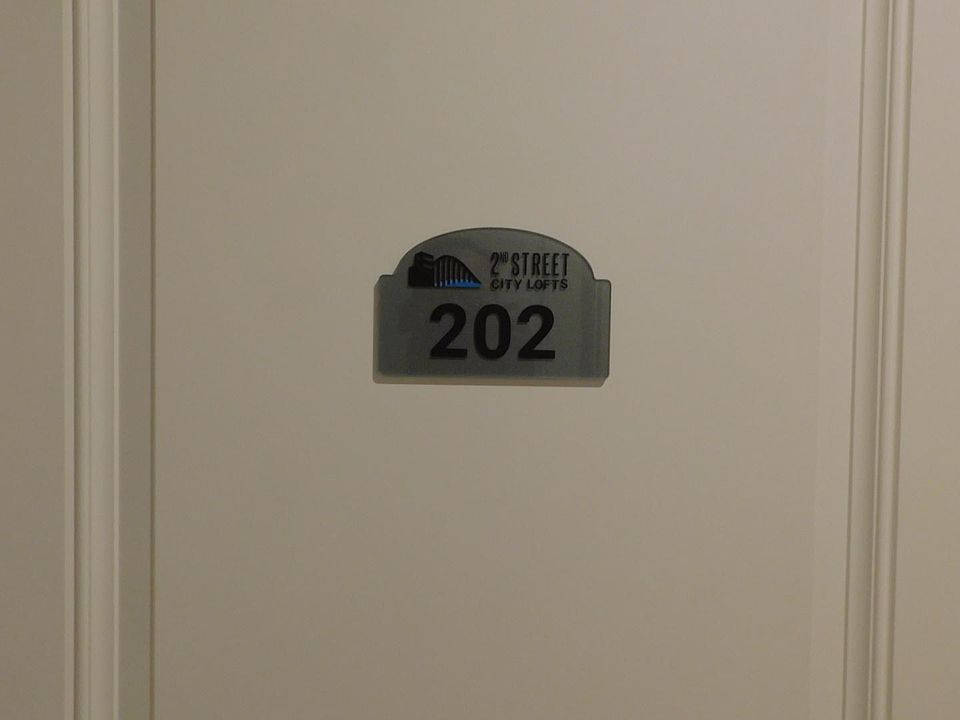 2ND STREET
CITY LOFTS
202